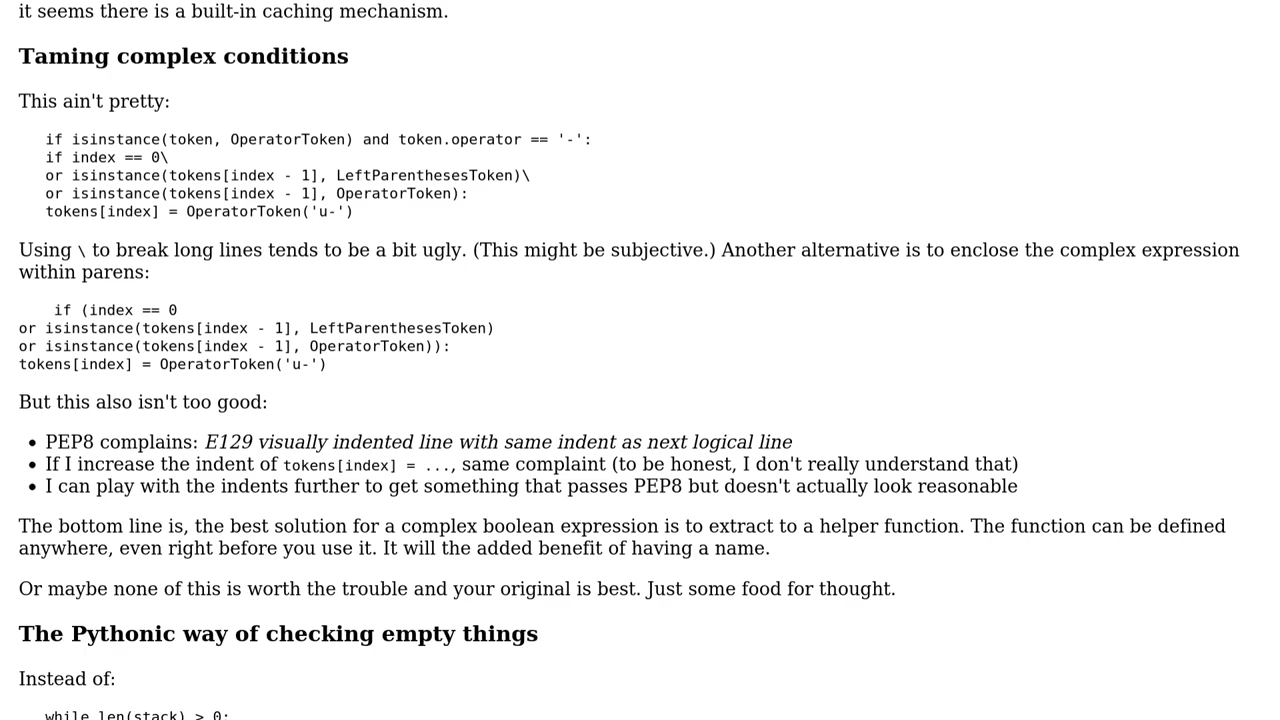 it seems there is a built-in caching mechanism.
Taming complex conditions
This ain't pretty:
if isinstance(token, OperatorToken) and token.operator == '-':
if index == 0\
or isinstance(tokens[index - 1], LeftParenthesesToken)\
or isinstance(tokens[index - 1], OperatorToken):
tokens[index] = OperatorToken('u-')
Using \ to break long lines tends to be a bit ugly. (This might be subjective.) Another alternative is to enclose the complex expression
within parens:
if (index == 0
or isinstance(tokens[index - 1], LeftParenthesesToken)
or isinstance(tokens[index - 1], OperatorToken)):
tokens[index] = OperatorToken('u-')
But this also isn't too good:
• PEP8 complains: E129 visually indented line with same indent as next logical line
• If I increase the indent of tokens[index] = ..., same complaint (to be honest, I don't really understand that)
• I can play with the indents further to get something that passes PEP8 but doesn't actually look reasonable
The bottom line is, the best solution for a complex boolean expression is to extract to a helper function. The function can be defined
anywhere, even right before you use it. It will the added benefit of having a name.
Or maybe none of this is worth the trouble and your original is best. Just some food for thought.
The Pythonic way of checking empty things
Instead of:
while len(stack) > 0: